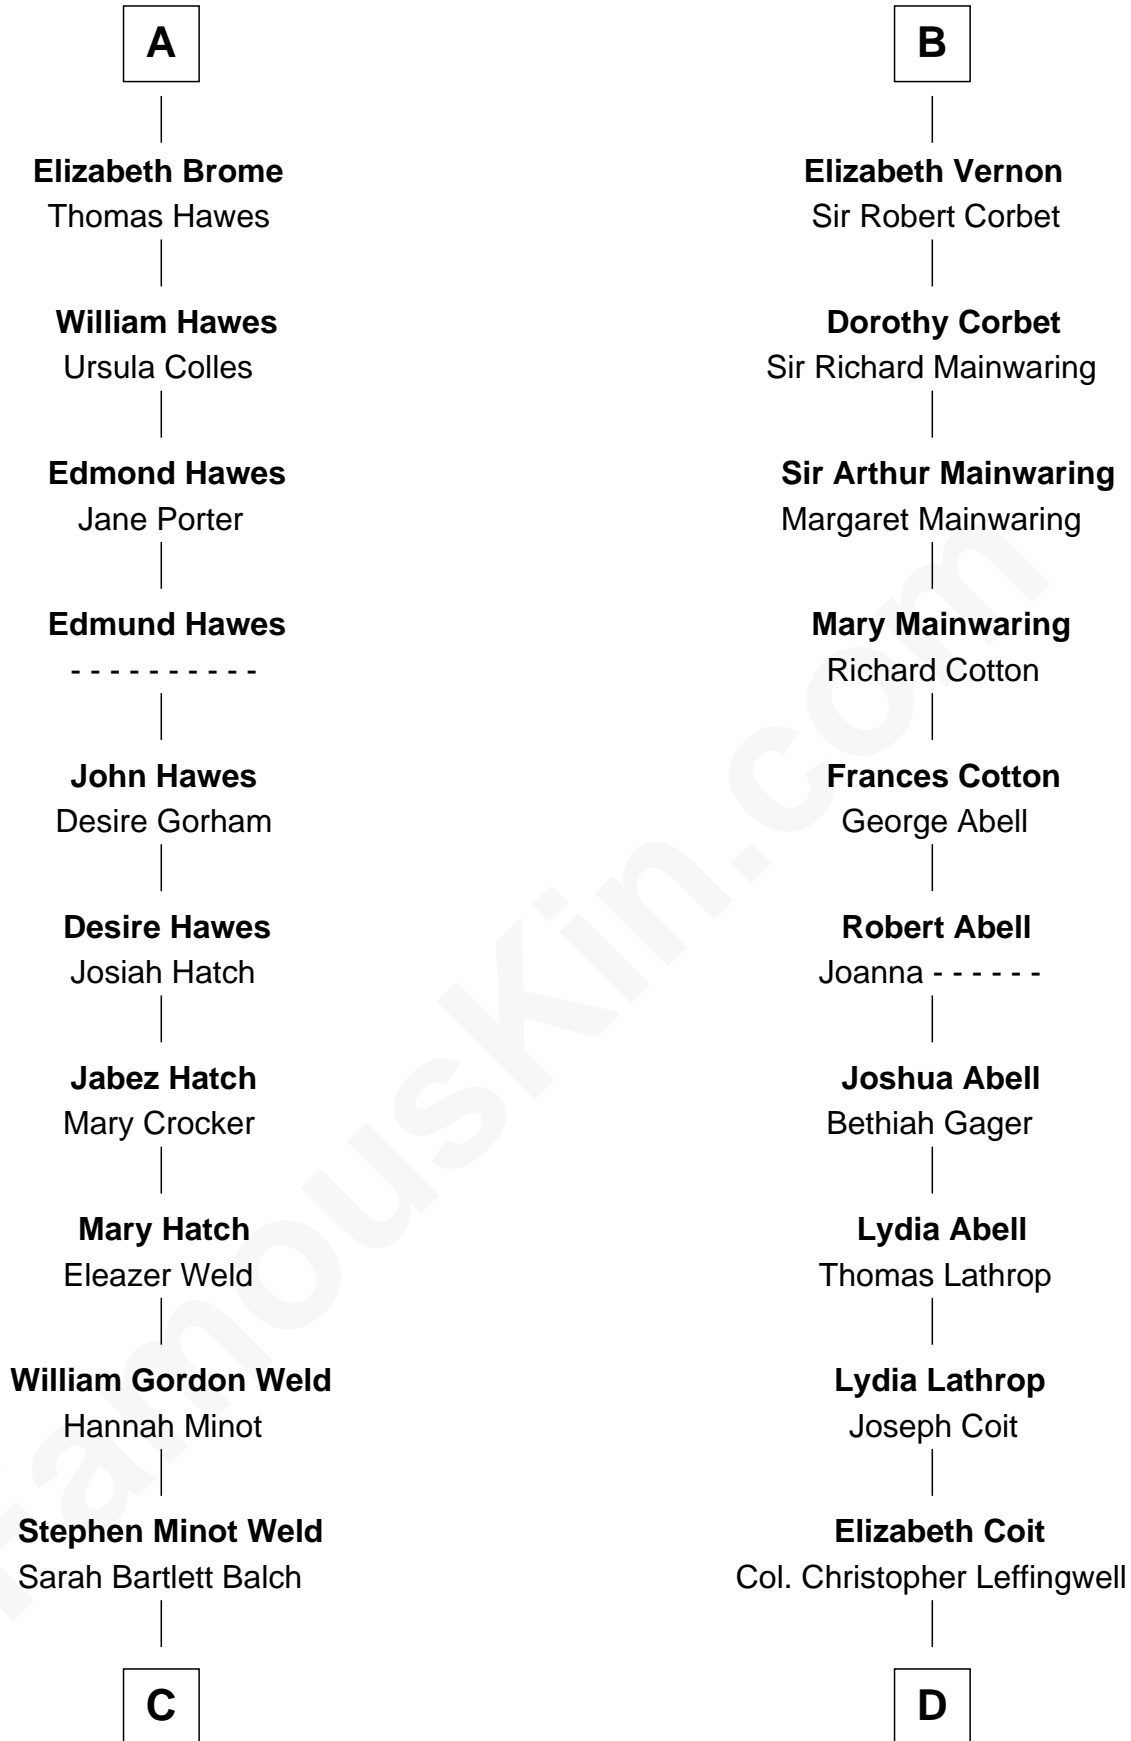 A
Elizabeth Brome
Thomas Hawes
William Hawes
Ursula Colles
Edmond Hawes
Jane Porter
Edmund Hawes
- - - - - - - - - -
John Hawes
Desire Gorham
Desire Hawes
Josiah Hatch
Jabez Hatch
Mary Crocker
Mary Hatch
Eleazer Weld
William Gordon Weld
Hannah Minot
Stephen Minot Weld
Sarah Bartlett Balch
C
B
Elizabeth Vernon
Sir Robert Corbet
Dorothy Corbet
Sir Richard Mainwaring
Sir Arthur Mainwaring
Margaret Mainwaring
Mary Mainwaring
Richard Cotton
Frances Cotton
George Abell
Robert Abell
Joanna - - - - - -
Joshua Abell
Bethiah Gager
Lydia Abell
Thomas Lathrop
Lydia Lathrop
Joseph Coit
Elizabeth Coit
Col. Christopher Leffingwell
D
FamousKin.com